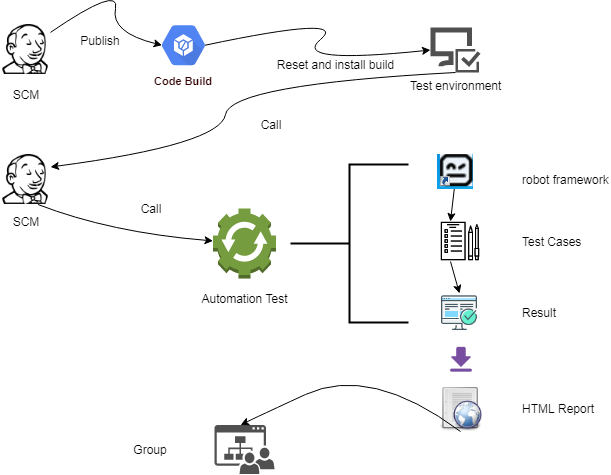 Publish
Code Build
Reset and install build
SCM
Test environment
Call
SCM
Call
robot framework
Test Cases
Automation Test
Result
HTML Report
Group